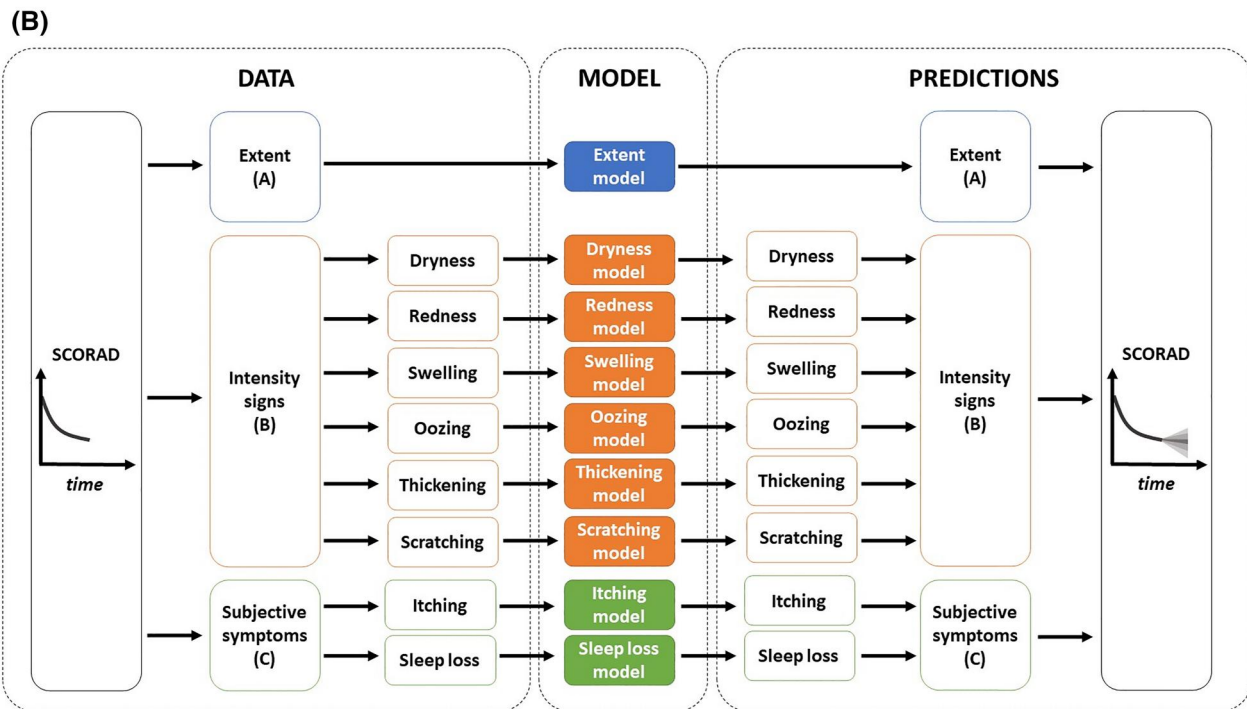 (B)
DATA
MODEL
PREDICTIONS
SCORAD
time
Extent
(A)
Intensity
signs
(B)
Subjective
symptoms
(C)
Dryness
Redness
Swelling
Oozing
Thickening
Scratching
Itching
Sleep loss
Extent
model
Dryness
model
Redness
model
Swelling
model
Oozing
model
Thickening
model
Scratching
model
Itching
model
Sleep loss
model
Dryness
Redness
Swelling
Oozing
Thickening
Scratching
Itching
Sleep loss
Extent
(A)
Intensity
signs
(B)
Subjective
symptoms
(C)
SCORAD
time